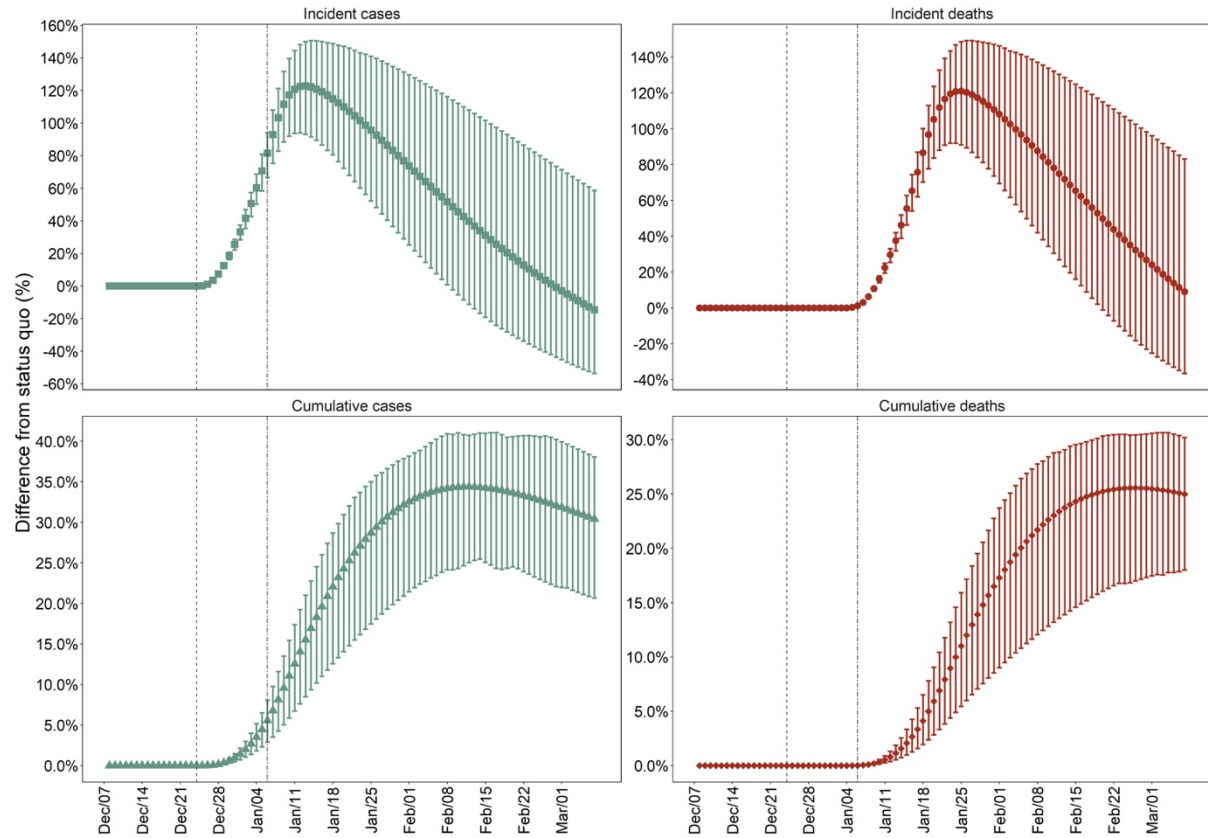 Incident cases
Incident deaths
160%
140%
120%
100%
80%
60%
40%
20%
0%
-20%
-40%
-60%
140%
120%
100%
80%
60%
40%
20%
0%
-20%
-40%
Difference from status quo (%)
Cumulative cases
Cumulative deaths
40.0%
35.0%
30.0%
25.0%
20.0%
15.0%
10.0%
5.0%
0.0%
30.0%
25.0%
20.0%
15.0%
10.0%
5.0%
0.0%
Dec/07
Dec/14
Dec/21
Dec/28
Jan/04
Jan/11
Jan/18
Jan/25
Feb/01
Feb/08
Feb/15
Feb/22
Mar/01
Dec/07
Dec/14
Dec/21
Dec/28
Jan/04
Jan/11
Jan/18
Jan/25
Feb/01
Feb/08
Feb/15
Feb/22
Mar/01